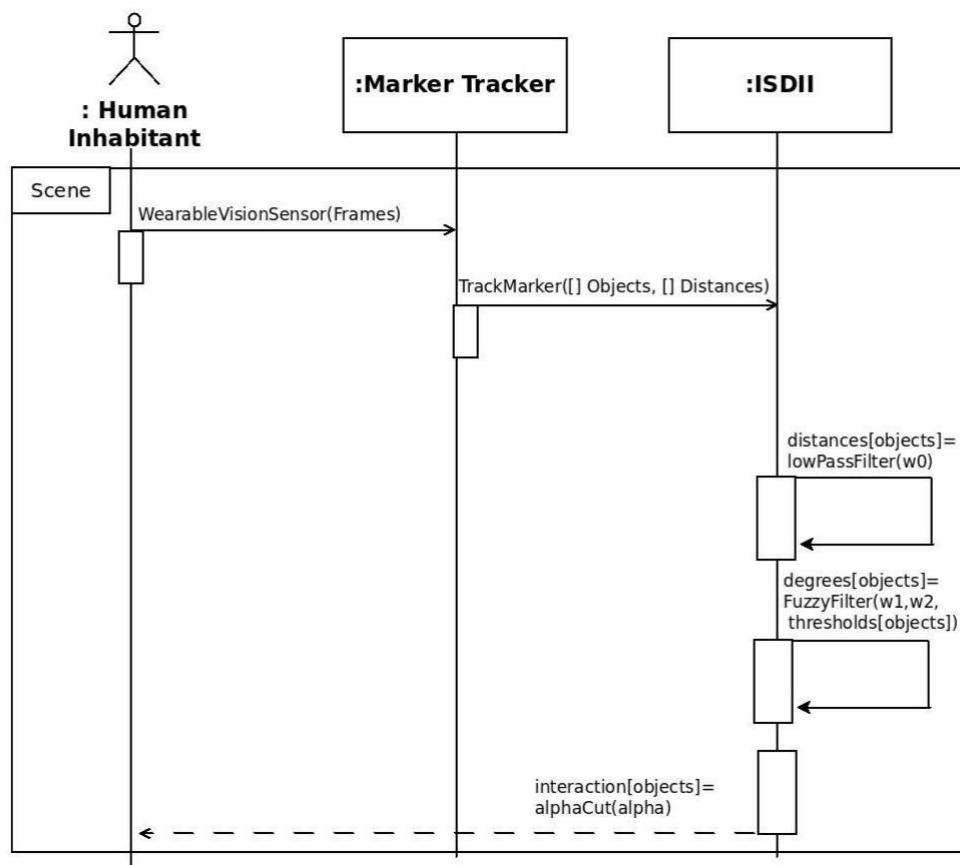 : Human
Inhabitant
:Marker Tracker
:ISDII
Scene
WearableVisionSensor(Frames)
TrackMarker([] Objects, [] Distances)
distances[objects]=
lowPassFilter(w0)
degrees[objects]=
FuzzyFilter(w1,w2,
thresholds[objects])
interaction[objects]=
alphaCut(alpha)